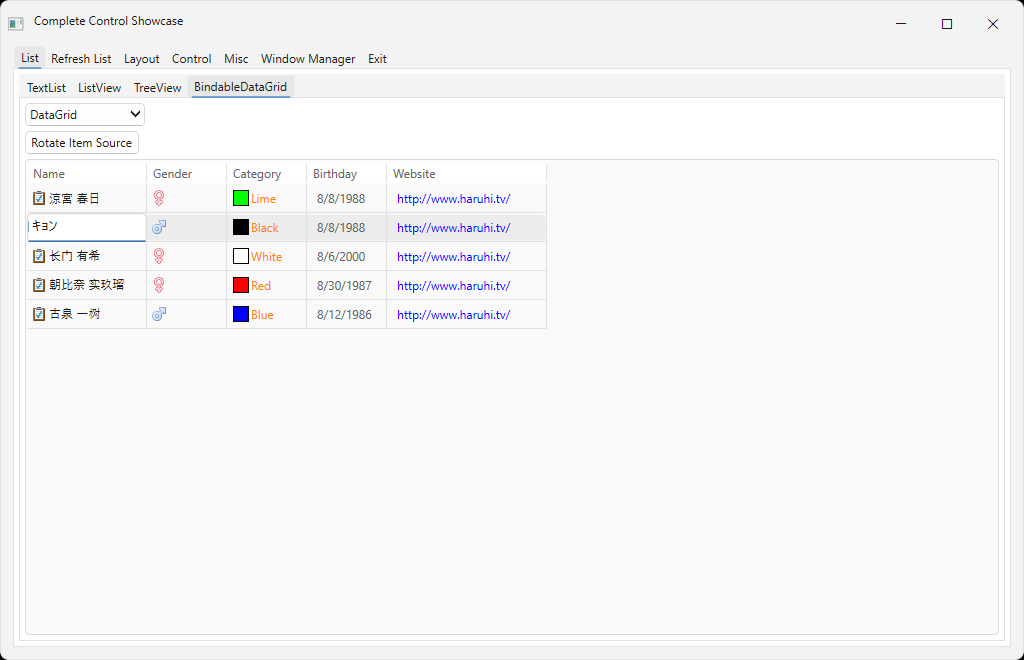 Complete Control Showcase
List Refresh List Layout Control Misc Window Manager Exit
TextList ListView TreeView BindableDataGrid
DataGrid
Rotate Item Source
Name Gender Category Birthday Website
涼宮 春日 Lime 8/8/1988 http://www.haruhi.tv/
キョン Black 8/8/1988 http://www.haruhi.tv/
长门 有希 White 8/6/2000 http://www.haruhi.tv/
朝比奈 实玖瑠 Red 8/30/1987 http://www.haruhi.tv/
古泉 一树 Blue 8/12/1986 http://www.haruhi.tv/